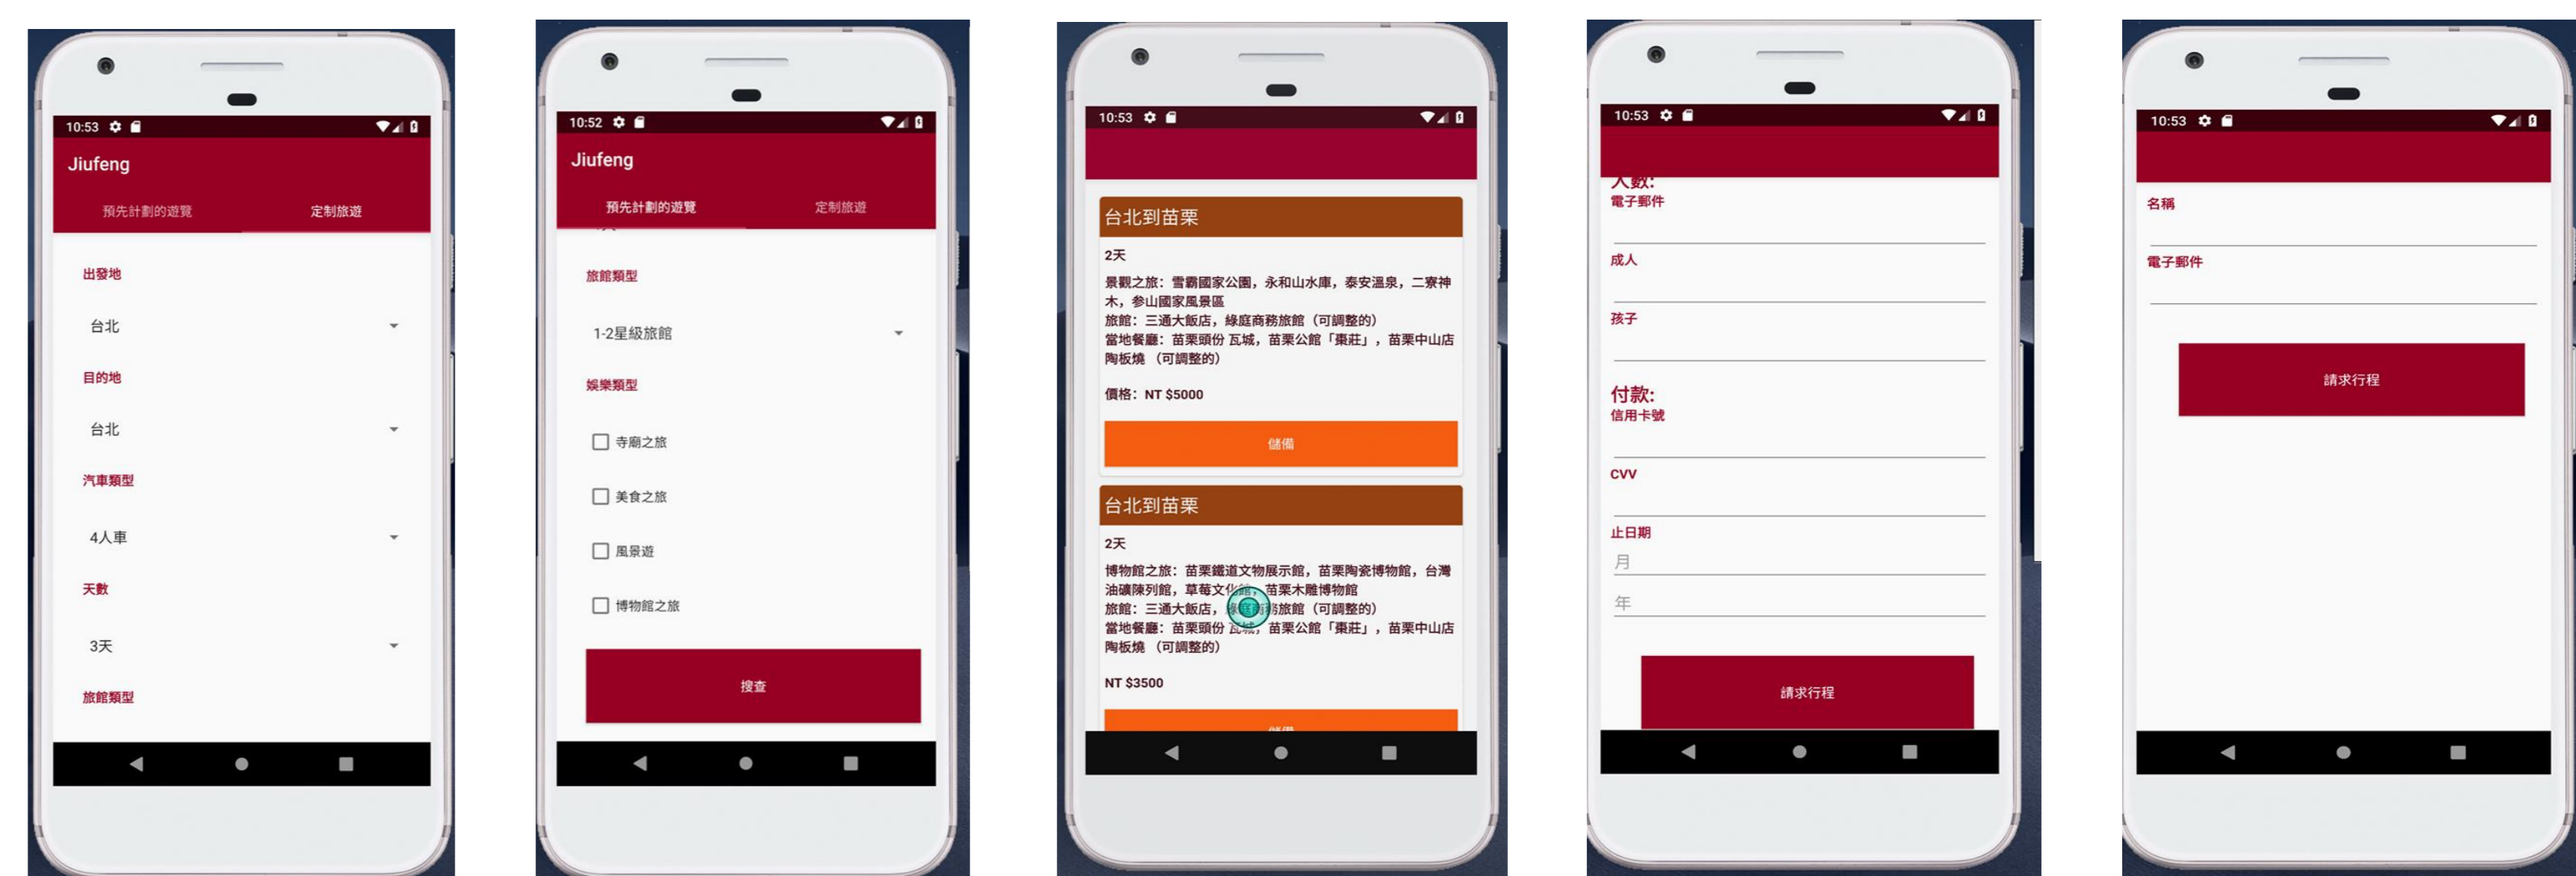 10:53
Jiufeng
預先計劃的遊覽 定制旅遊
出發地
台北
目的地
台北
汽車類型
4人車
天數
3天
旅館類型
10:52
Jiufeng
預先計劃的遊覽 定制旅遊
旅館類型
1-2星級旅館
娛樂類型
寺廟之旅
美食之旅
風景遊
博物館之旅
搜查
10:53
台北到苗栗
2天
景觀之旅：雪霸國家公園，永和山水庫，泰安溫泉，二寮神
木，参山國家風景區
旅館：三通大飯店，綠庭商務旅館（可調整的）
當地餐廳：苗栗頭份 瓦城，苗栗公館「棗莊」，苗栗中山店
陶板燒 （可調整的）
價格：NT $5000
儲備
台北到苗栗
2天
博物館之旅：苗栗鐵道文物展示館，苗栗陶瓷博物館，台灣
油礦陳列館，草莓文化館，苗栗木雕博物館
旅館：三通大飯店，綠庭商務旅館（可調整的）
當地餐廳：苗栗頭份 瓦城，苗栗公館「棗莊」，苗栗中山店
陶板燒 （可調整的）
NT $3500
10:53
人數:
電子郵件
成人
孩子
付款:
信用卡號
CVV
止日期
月
年
請求行程
10:53
名稱
電子郵件
請求行程